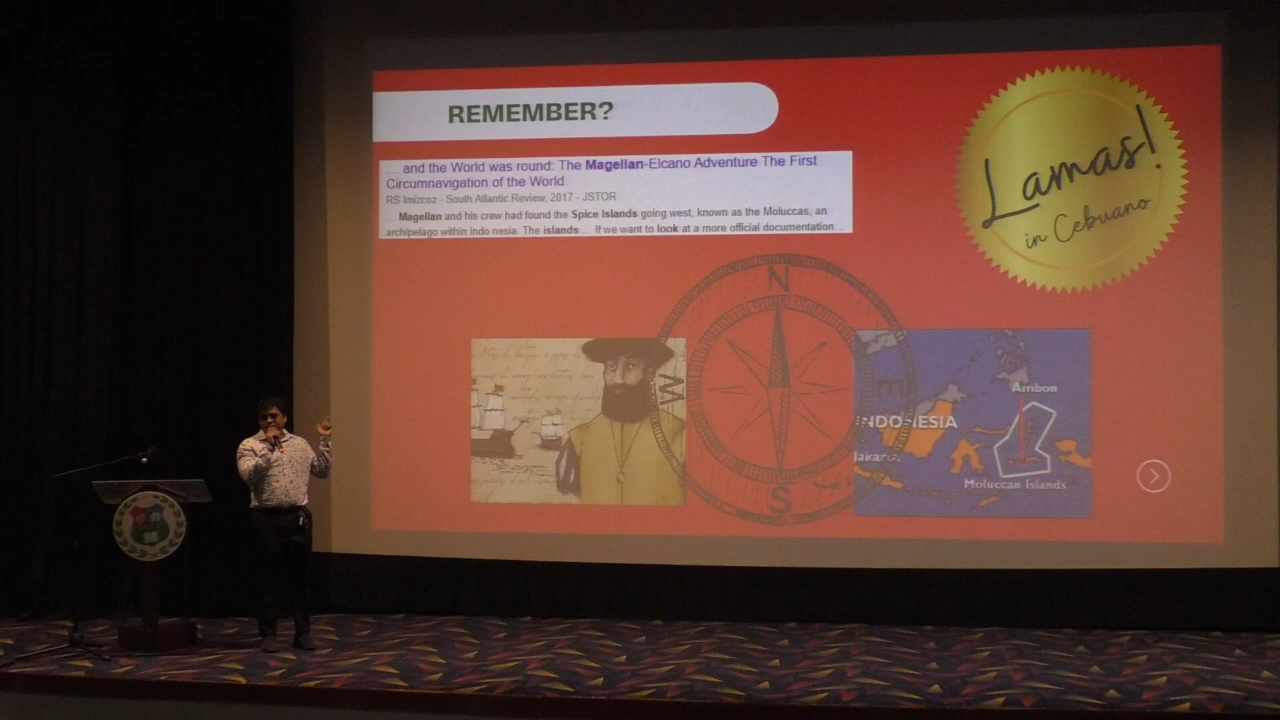 REMEMBER?
… and the World was round: The Magellan-Elcano Adventure The First
Circumnavigation of the World
RS Imizcoz - South Atlantic Review, 2017 - JSTOR
… Magellan and his crew had found the Spice Islands going west, known as the Moluccas, an
archipelago within Indo nesia. The islands … If we want to look at a more official documentation…
Lamas!
in Cebuano
N
W
E
S
Ambon
INDONESIA
Jakarta
Moluccan Islands